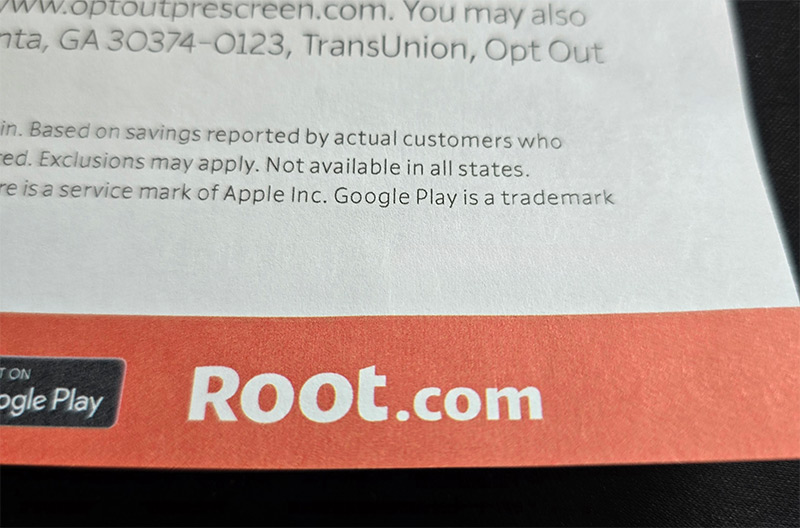 www.optoutprescreen.com. You may also
nta, GA 30374-0123, TransUnion, Opt Out
in. Based on savings reported by actual customers who
red. Exclusions may apply. Not available in all states.
re is a service mark of Apple Inc. Google Play is a trademark
T ON
ogle Play
Root.com